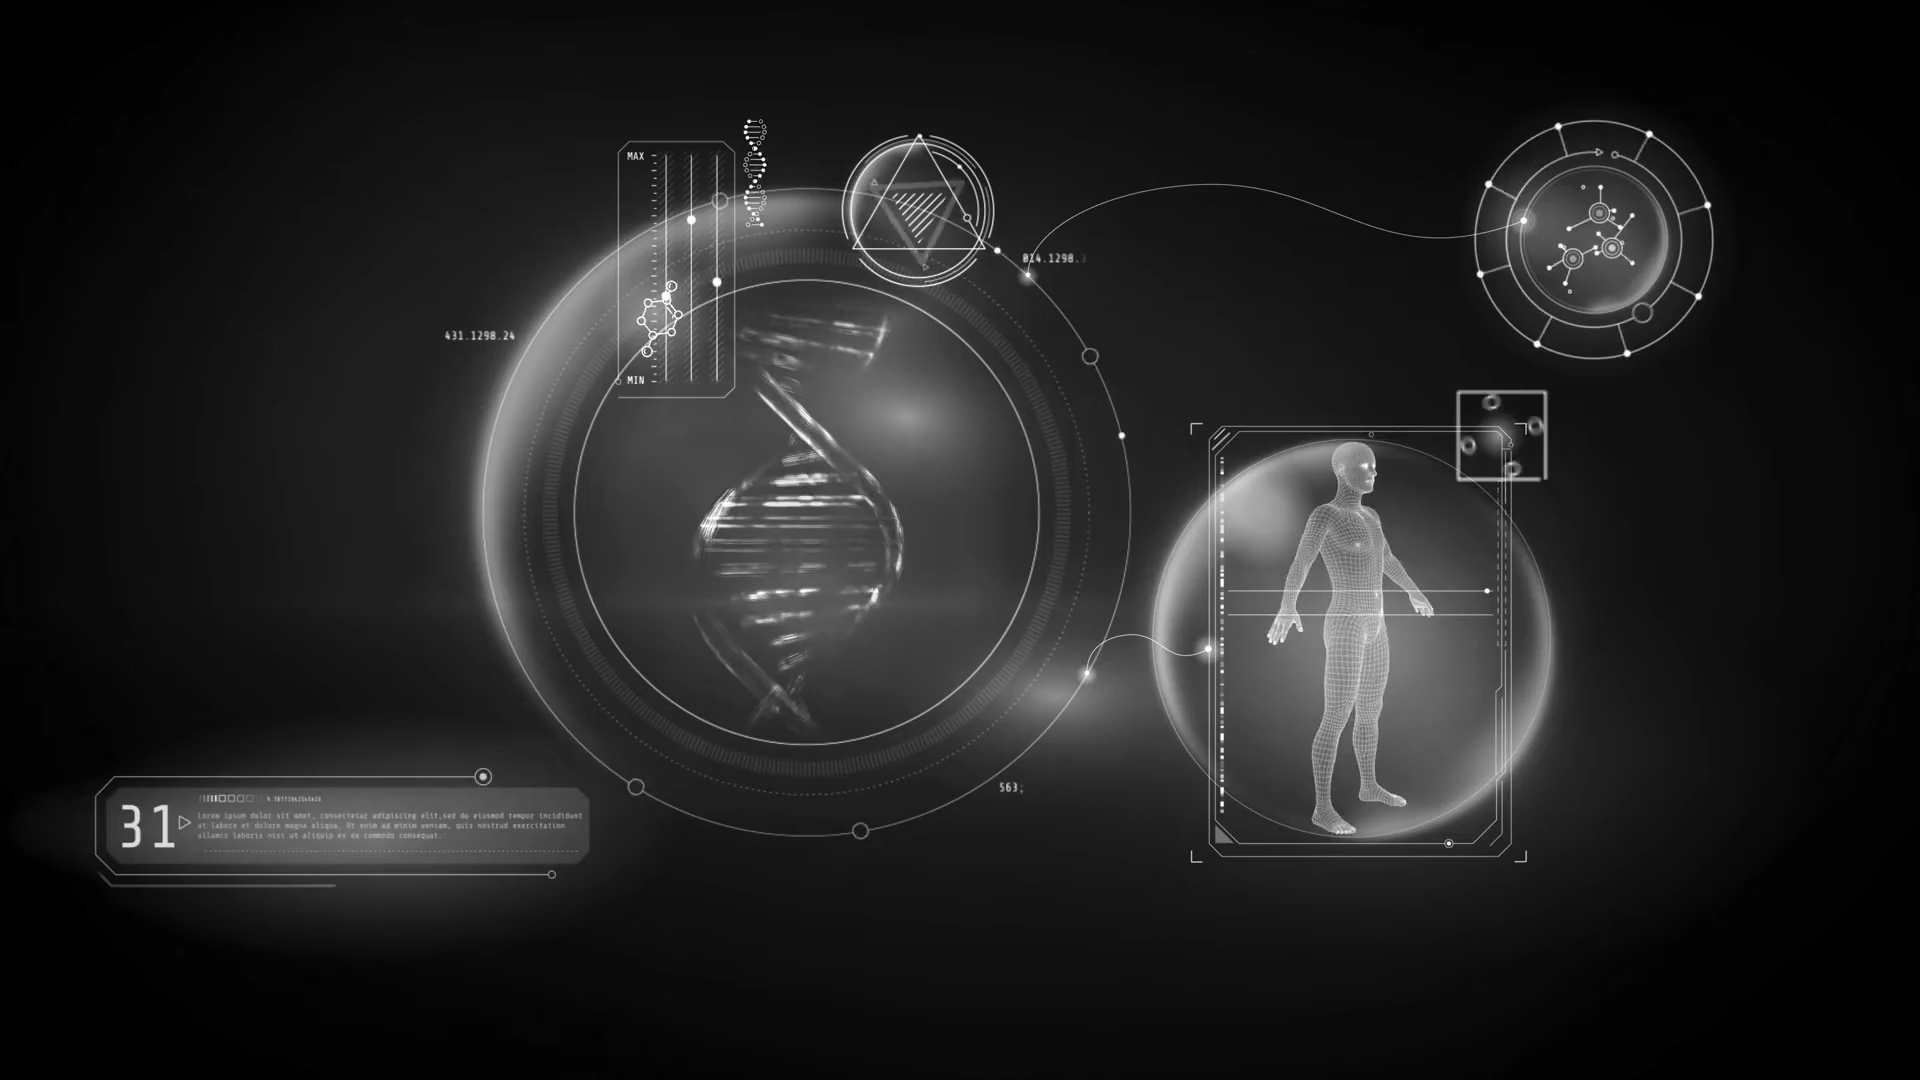 MAX
014.1298.3
431.1298.24
MIN
563;
31
Lorem ipsum dolor sit amet, consectetur adipiscing elit,sed do eiusmod tempor incididunt
ut labore et dolore magna aliqua. Ut enim ad minim veniam, quis nostrud exercitation
ullamco laboris nisi ut aliquip ex ea commodo consequat.